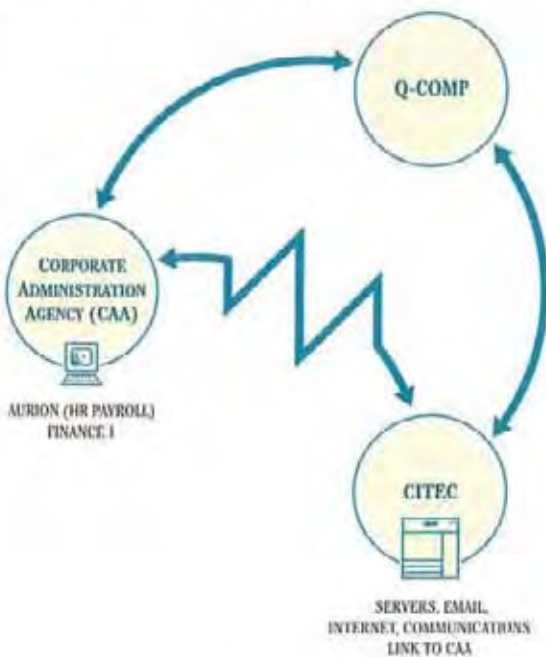 Q-COMP
CORPORATE
ADMINISTRATION
AGENCY (CAA)
AURION (HR PAYROLL)
FINANCE 1
CITEC
SERVERS, EMAIL,
INTERNET, COMMUNICATIONS
LINK TO CAA